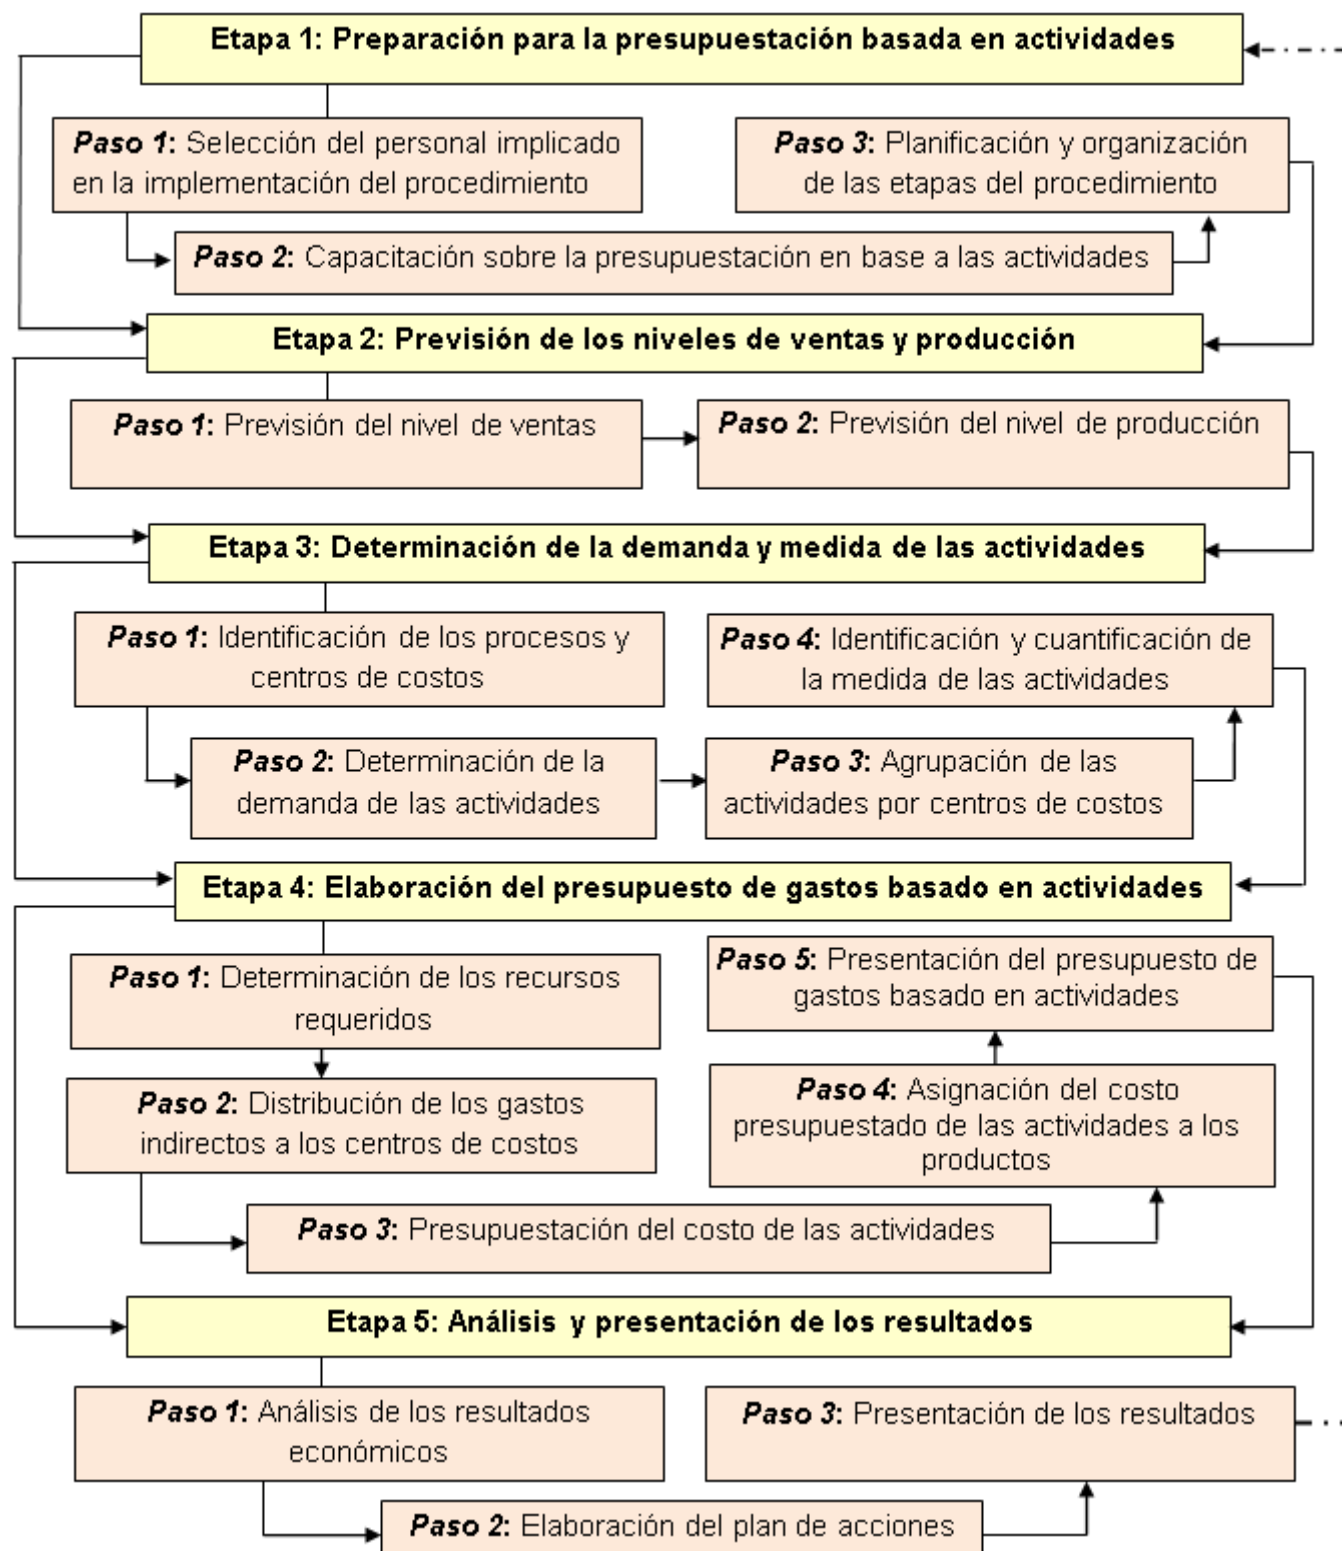 Etapa 1: Preparación para la presupuestación basada en actividades
Paso 1: Selección del personal implicado
en la implementación del procedimiento
Paso 3: Planificación y organización
de las etapas del procedimiento
Paso 2: Capacitación sobre la presupuestación en base a las actividades
Etapa 2: Previsión de los niveles de ventas y producción
Paso 1: Previsión del nivel de ventas
Paso 2: Previsión del nivel de producción
Etapa 3: Determinación de la demanda y medida de las actividades
Paso 1: Identificación de los procesos y
centros de costos
Paso 4: Identificación y cuantificación de
la medida de las actividades
Paso 2: Determinación de la
demanda de las actividades
Paso 3: Agrupación de las
actividades por centros de costos
Etapa 4: Elaboración del presupuesto de gastos basado en actividades
Paso 1: Determinación de los recursos
requeridos
Paso 5: Presentación del presupuesto de
gastos basado en actividades
Paso 2: Distribución de los gastos
indirectos a los centros de costos
Paso 4: Asignación del costo
presupuestado de las actividades a los
productos
Paso 3: Presupuestación del costo de las actividades
Etapa 5: Análisis y presentación de los resultados
Paso 1: Análisis de los resultados
económicos
Paso 3: Presentación de los resultados
Paso 2: Elaboración del plan de acciones